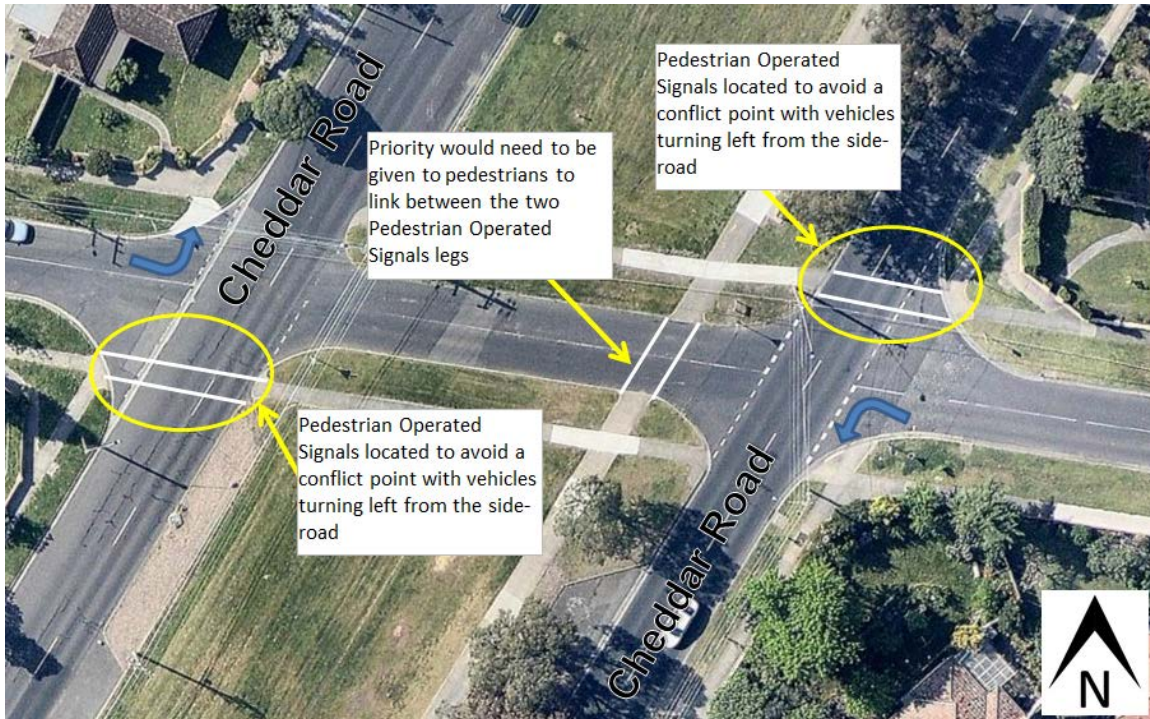 Cheddar Road
Pedestrian Operated
Signals located to avoid a
conflict point with vehicles
turning left from the side-
road
Priority would need to be
given to pedestrians to
link between the two
Pedestrian Operated
Signals legs
Pedestrian Operated
Signals located to avoid a
conflict point with vehicles
turning left from the side-
road
Cheddar Road
N